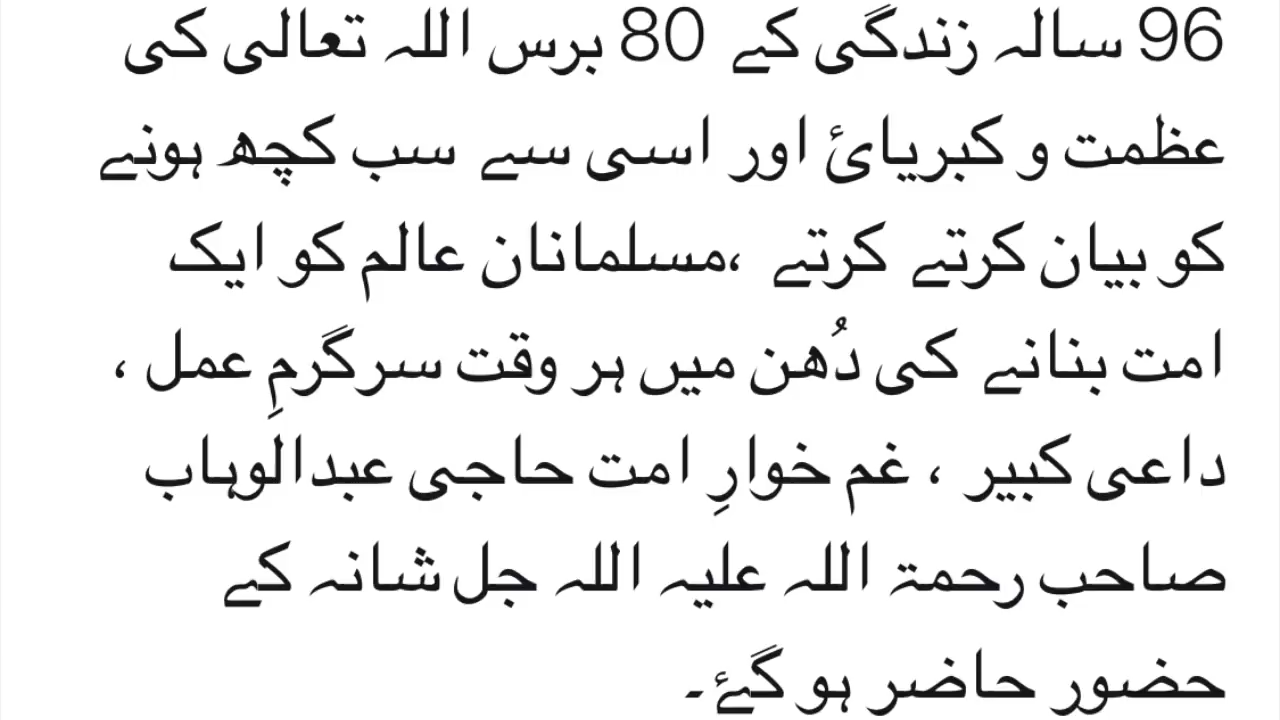 96 سالہ زندگی کے 80 برس اللہ تعالی کی
عظمت و کبریائ اور اسی سے سب کچھ ہونے
کو بیان کرتے کرتے ،مسلمانان عالم کو ایک
امت بنانے کی دُھن میں ہر وقت سرگرمِ عمل ،
داعی کبیر ، غم خوارِ امت حاجی عبدالوہاب
صاحب رحمۃ اللہ علیہ اللہ جل شانہ کے
حضور حاضر ہو گۓ۔